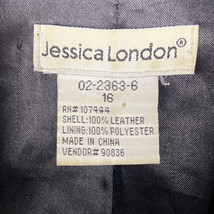 Jessica London®
02-2363-6
16
RN# 107444
SHELL: 100% LEATHER
LINING: 100% POLYESTER
MADE IN CHINA
VENDOR# 90836